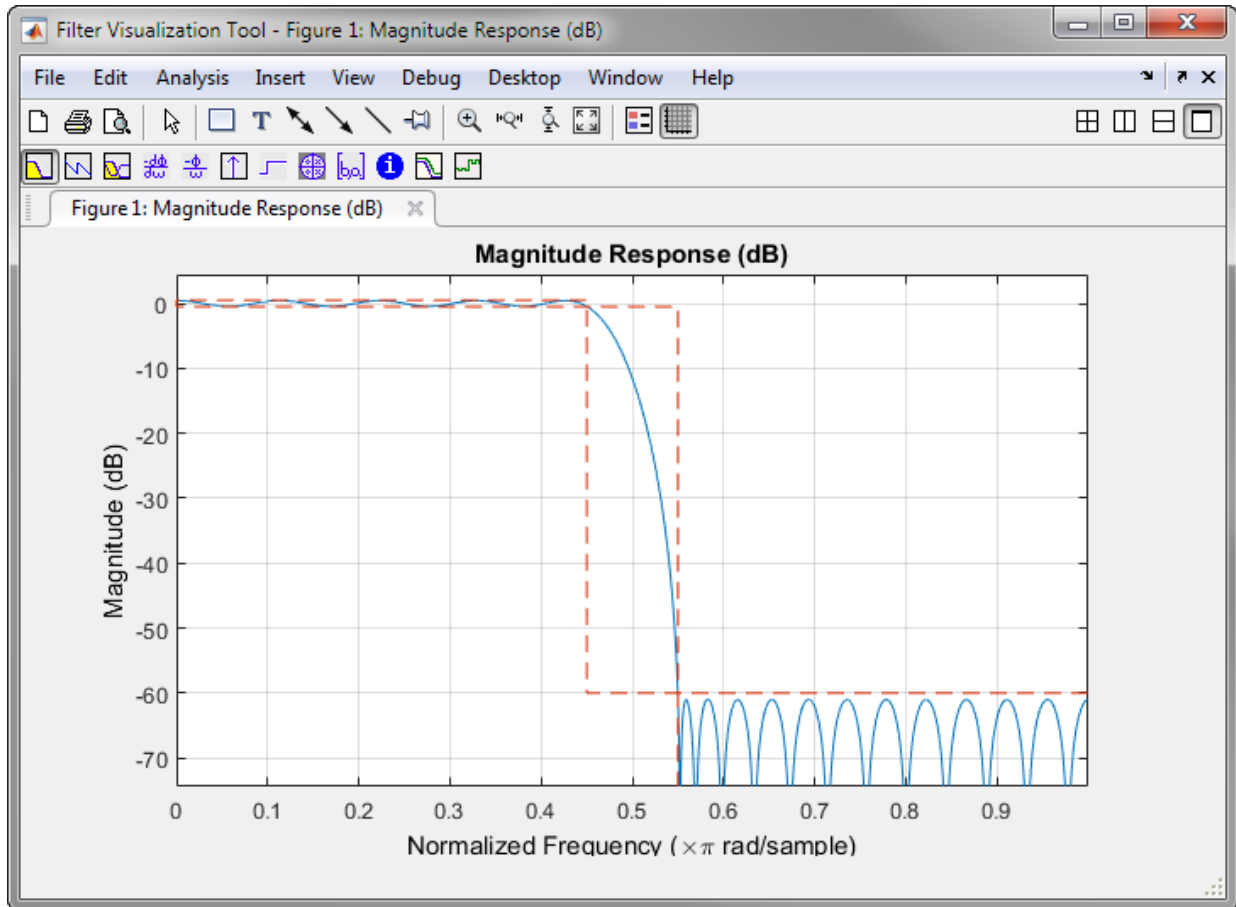 Filter Visualization Tool - Figure 1: Magnitude Response (dB)
File Edit Analysis Insert View Debug Desktop Window Help
Figure 1: Magnitude Response (dB)
Magnitude Response (dB)
Magnitude (dB)
0
-10
-20
-30
-40
-50
-60
-70
0 0.1 0.2 0.3 0.4 0.5 0.6 0.7 0.8 0.9
Normalized Frequency (×π rad/sample)